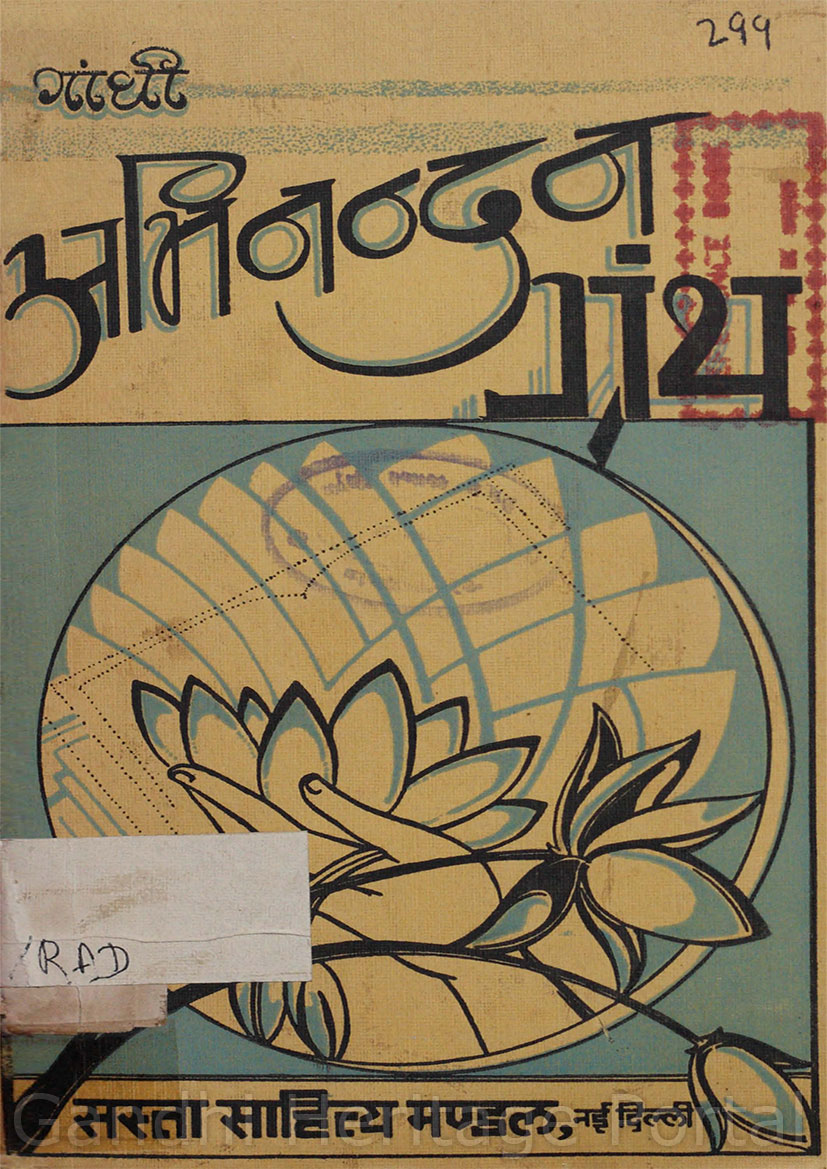 299
गांधी
अभिनन्दन
ग्रंथ
RAD
सस्ता साहित्य मण्डल, नई दिल्ली
Gandhi Heritage Portal